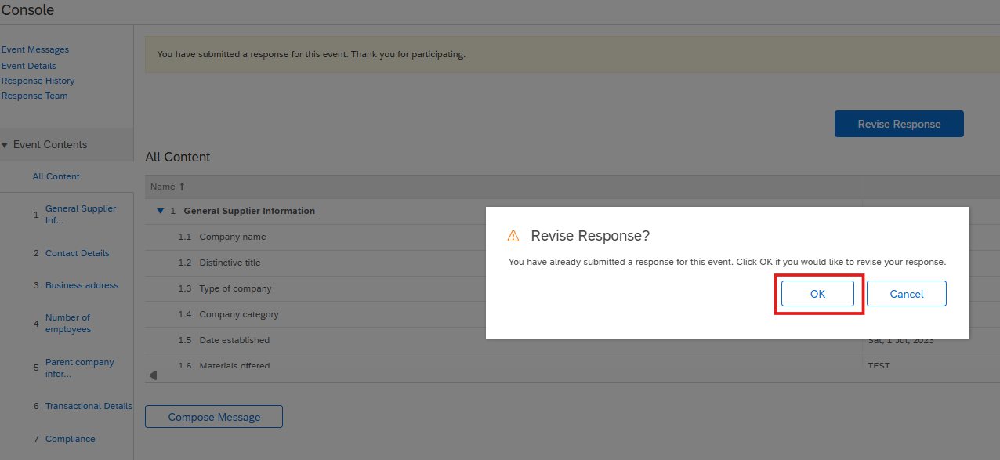 Console
Event Messages
Event Details
Response History
Response Team
Event Contents
All Content
1 General Supplier
Inf...
2 Contact Details
3 Business address
4 Number of
employees
5 Parent company
infor...
6 Transactional Details
7 Compliance
You have submitted a response for this event. Thank you for participating.
Revise Response
All Content
Name ↑
1 General Supplier Information
1.1 Company name
1.2 Distinctive title
1.3 Type of company
1.4 Company category
1.5 Date established
Sat, 1 Jul, 2023
1.6 Materials offered
TEST
Compose Message
Revise Response?
You have already submitted a response for this event. Click OK if you would like to revise your response.
OK
Cancel